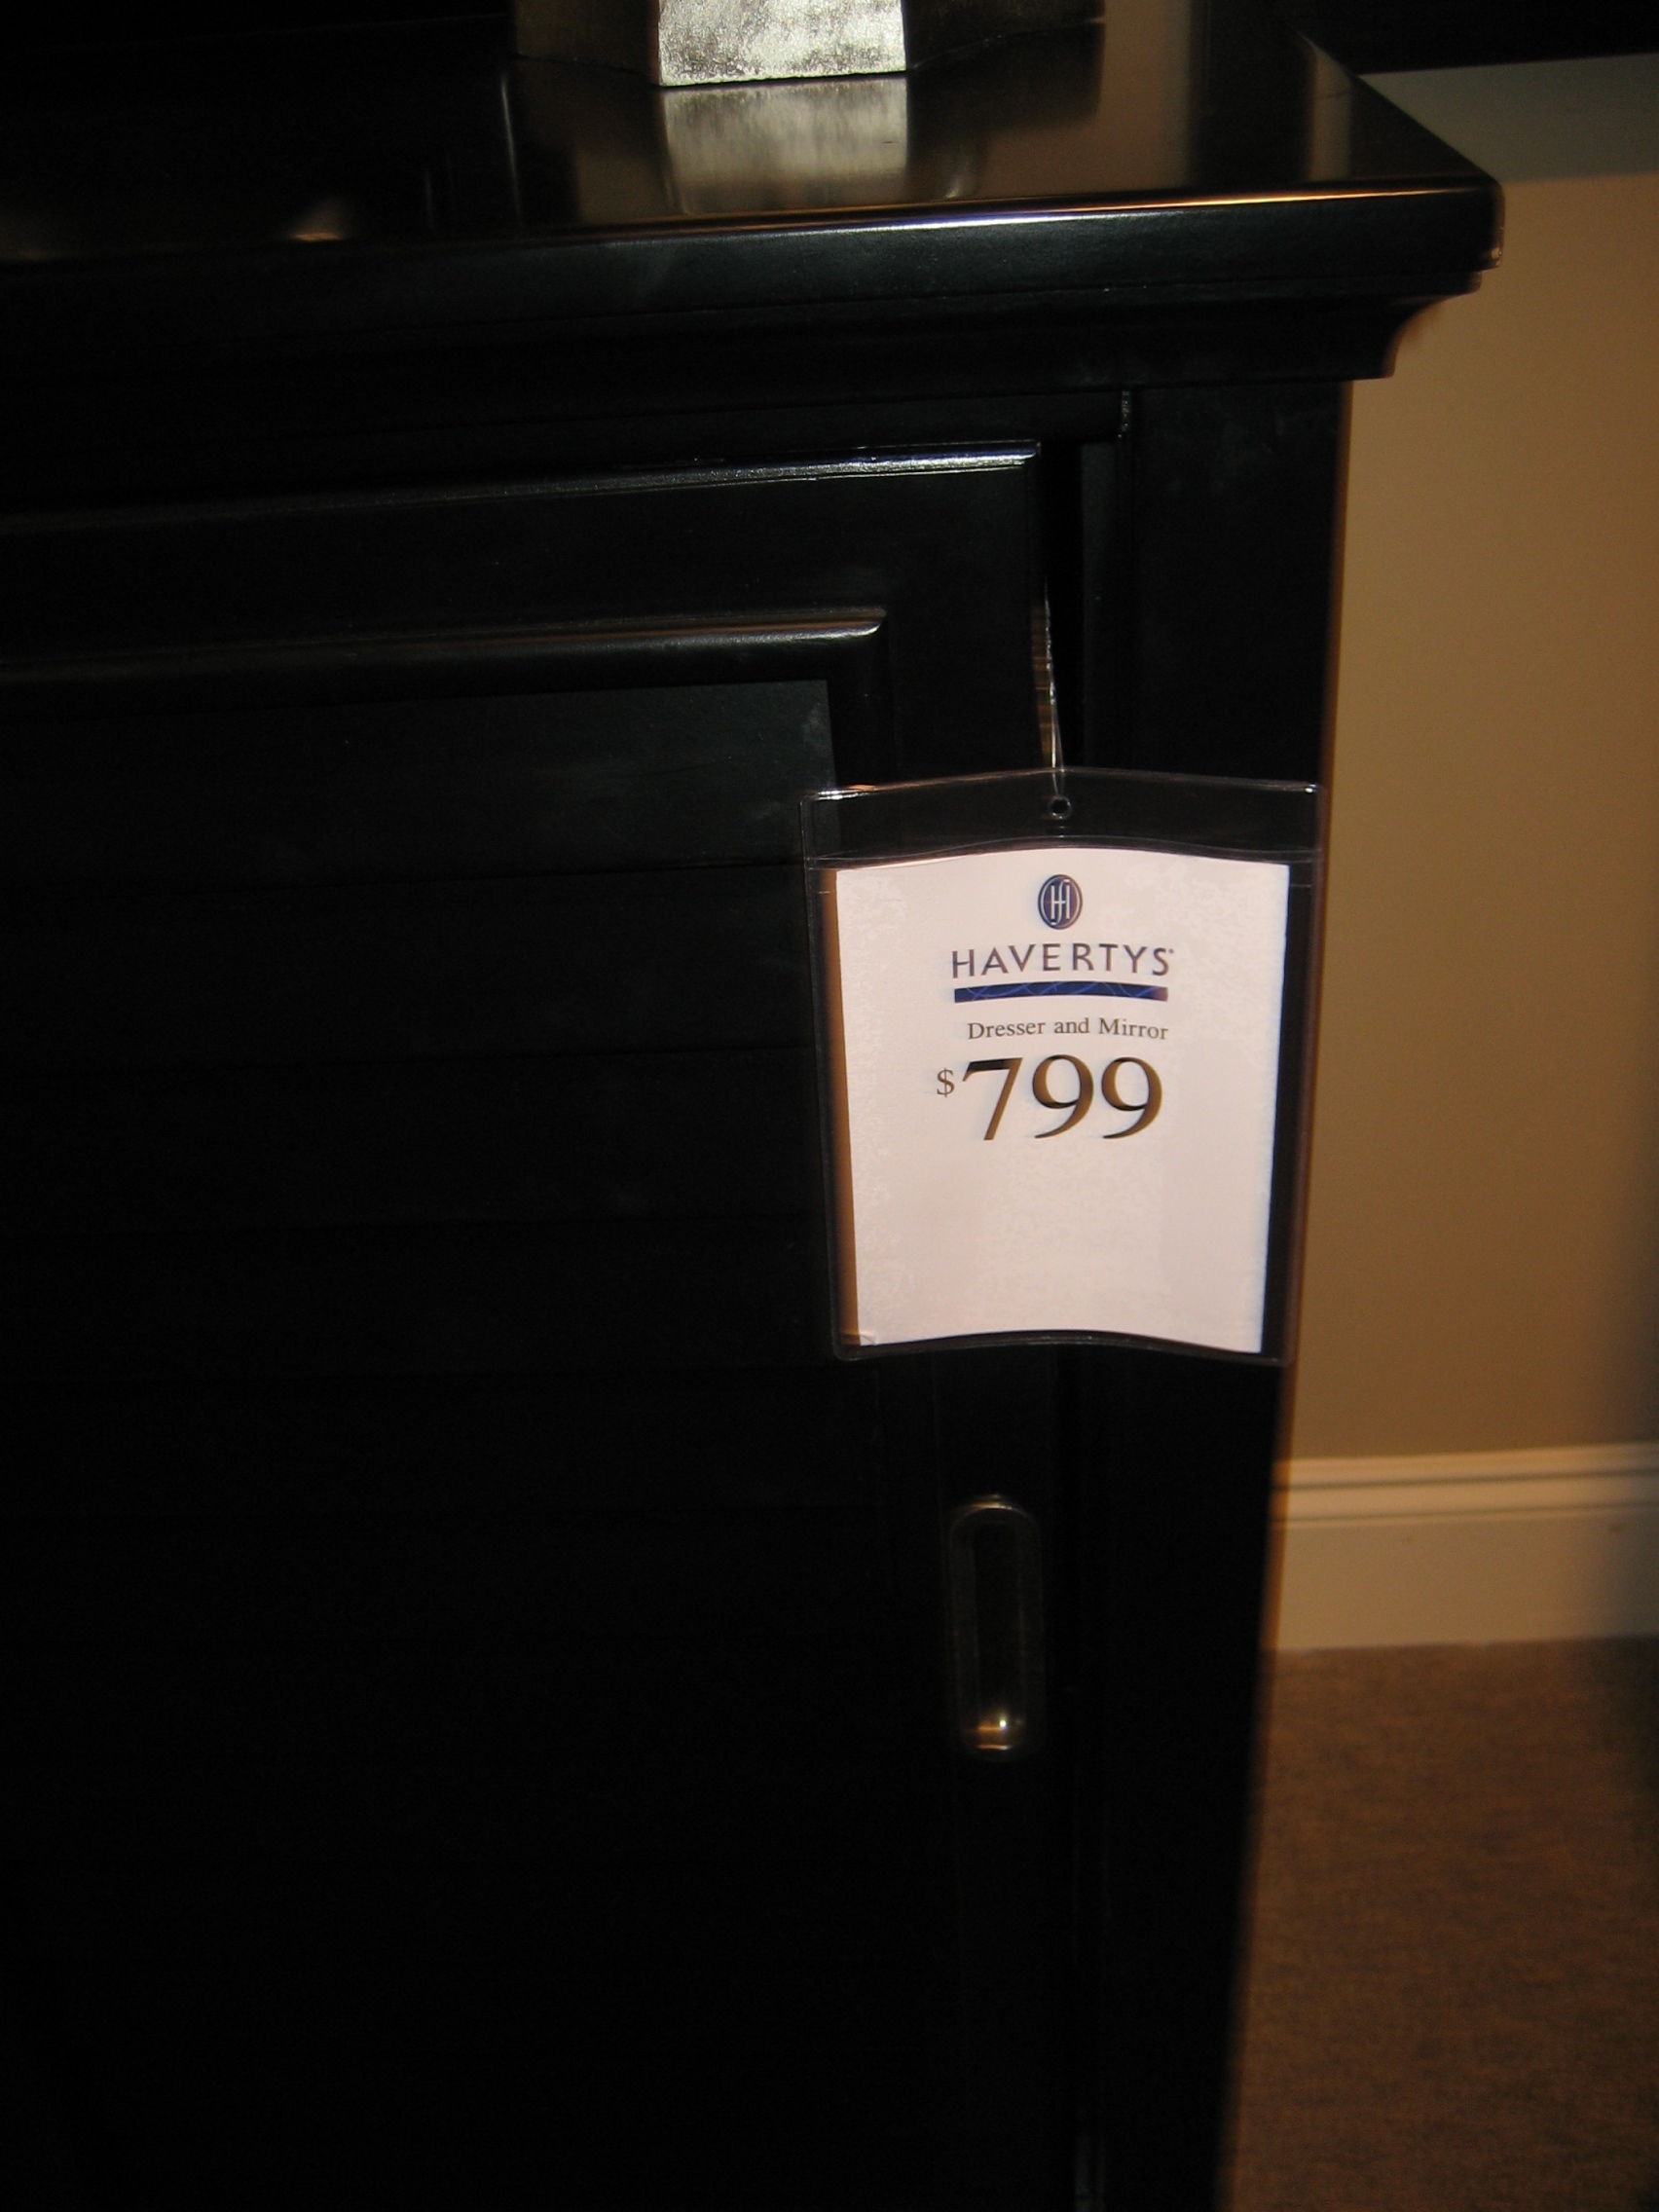 HAVERTYS
Dresser and Mirror
$799